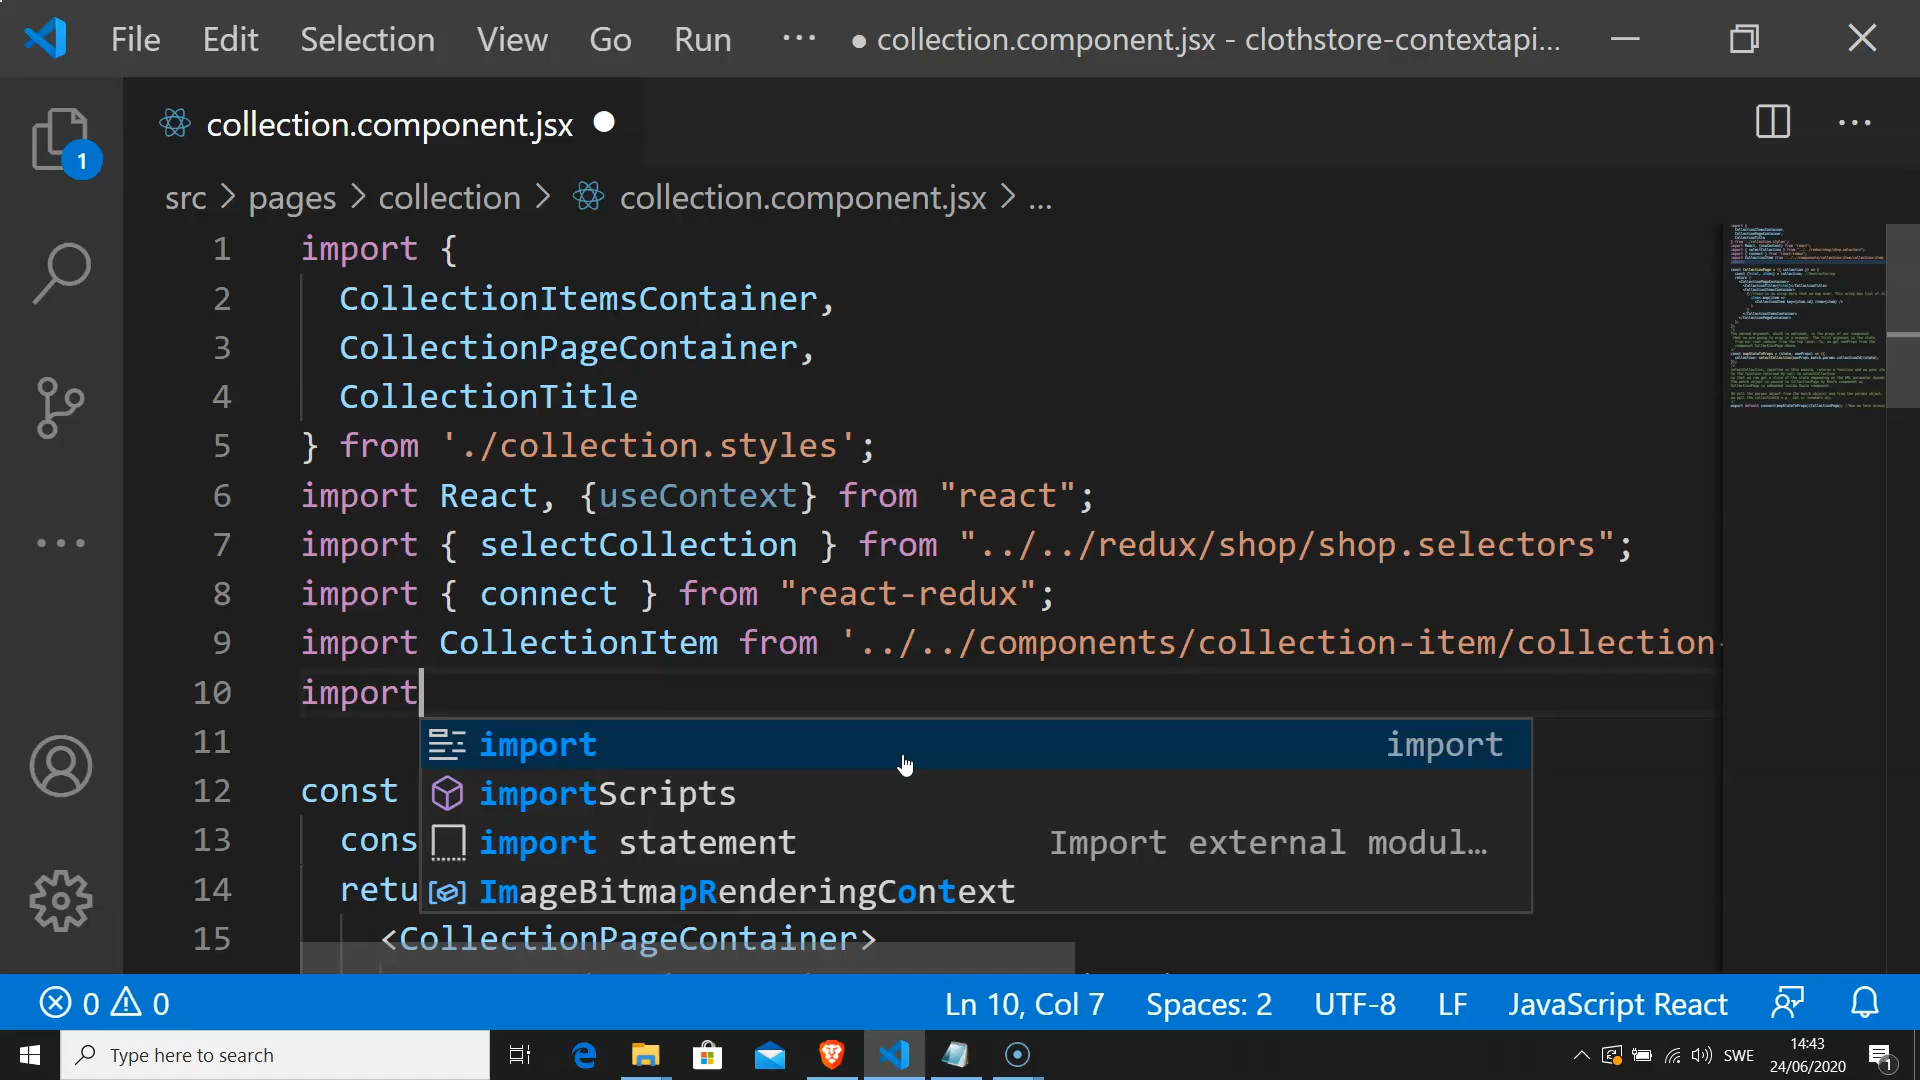 File Edit Selection View Go Run ··· ● collection.component.jsx - clothstore-contextapi...
collection.component.jsx ●
1
src > pages > collection > collection.component.jsx > ...
1 import {
2 CollectionItemsContainer,
3 CollectionPageContainer,
4 CollectionTitle
5 } from './collection.styles';
6 import React, {useContext} from "react";
7 import { selectCollection } from "../../redux/shop/shop.selectors";
8 import { connect } from "react-redux";
9 import CollectionItem from '../../components/collection-item/collection-
10 import
11 import import
importScripts
12 const
13 cons import statement Import external modul...
14 retu ImageBitmapRenderingContext
15 <CollectionPageContainer>
0 0 Ln 10, Col 7 Spaces: 2 UTF-8 LF JavaScript React
Type here to search SWE 14:43
24/06/2020 1